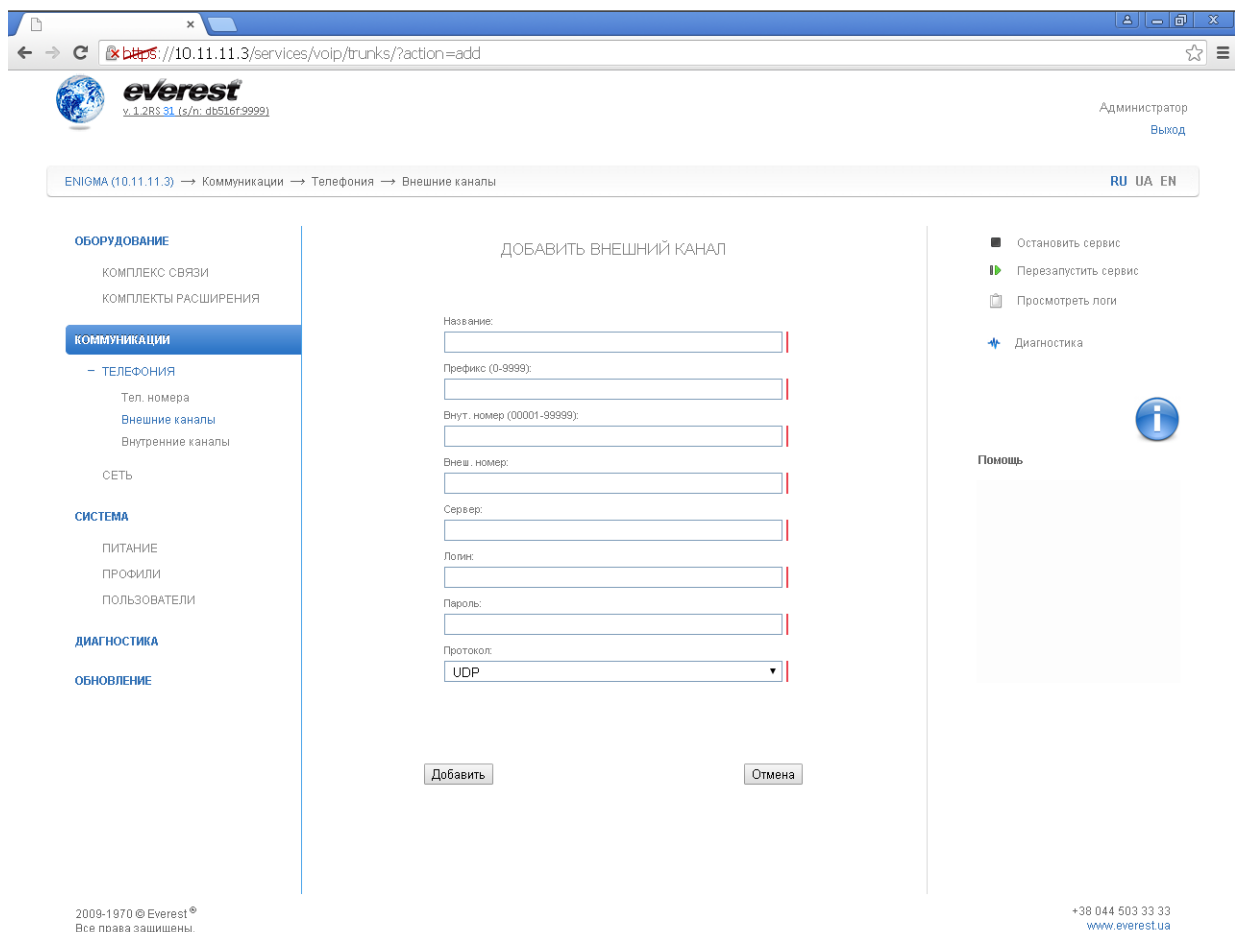 https://10.11.11.3/services/voip/trunks/?action=add
everest
v. 1.2RS 31 (s/n: db516f9999)
Администратор
Выход
ENIGMA (10.11.11.3) → Коммуникации → Телефония → Внешние каналы
RU UA EN
ОБОРУДОВАНИЕ
КОМПЛЕКС СВЯЗИ
КОМПЛЕКТЫ РАСШИРЕНИЯ
КОММУНИКАЦИИ
– ТЕЛЕФОНИЯ
Тел. номера
Внешние каналы
Внутренние каналы
СЕТЬ
СИСТЕМА
ПИТАНИЕ
ПРОФИЛИ
ПОЛЬЗОВАТЕЛИ
ДИАГНОСТИКА
ОБНОВЛЕНИЕ
ДОБАВИТЬ ВНЕШНИЙ КАНАЛ
Название:
Префикс (0-9999):
Внут. номер (00001-99999):
Внеш. номер:
Сервер:
Логин:
Пароль:
Протокол:
UDP
Добавить
Отмена
Остановить сервис
Перезапустить сервис
Просмотреть логи
Диагностика
Помощь
2009-1970 © Everest ®
Все права защищены.
+38 044 503 33 33
www.everest.ua